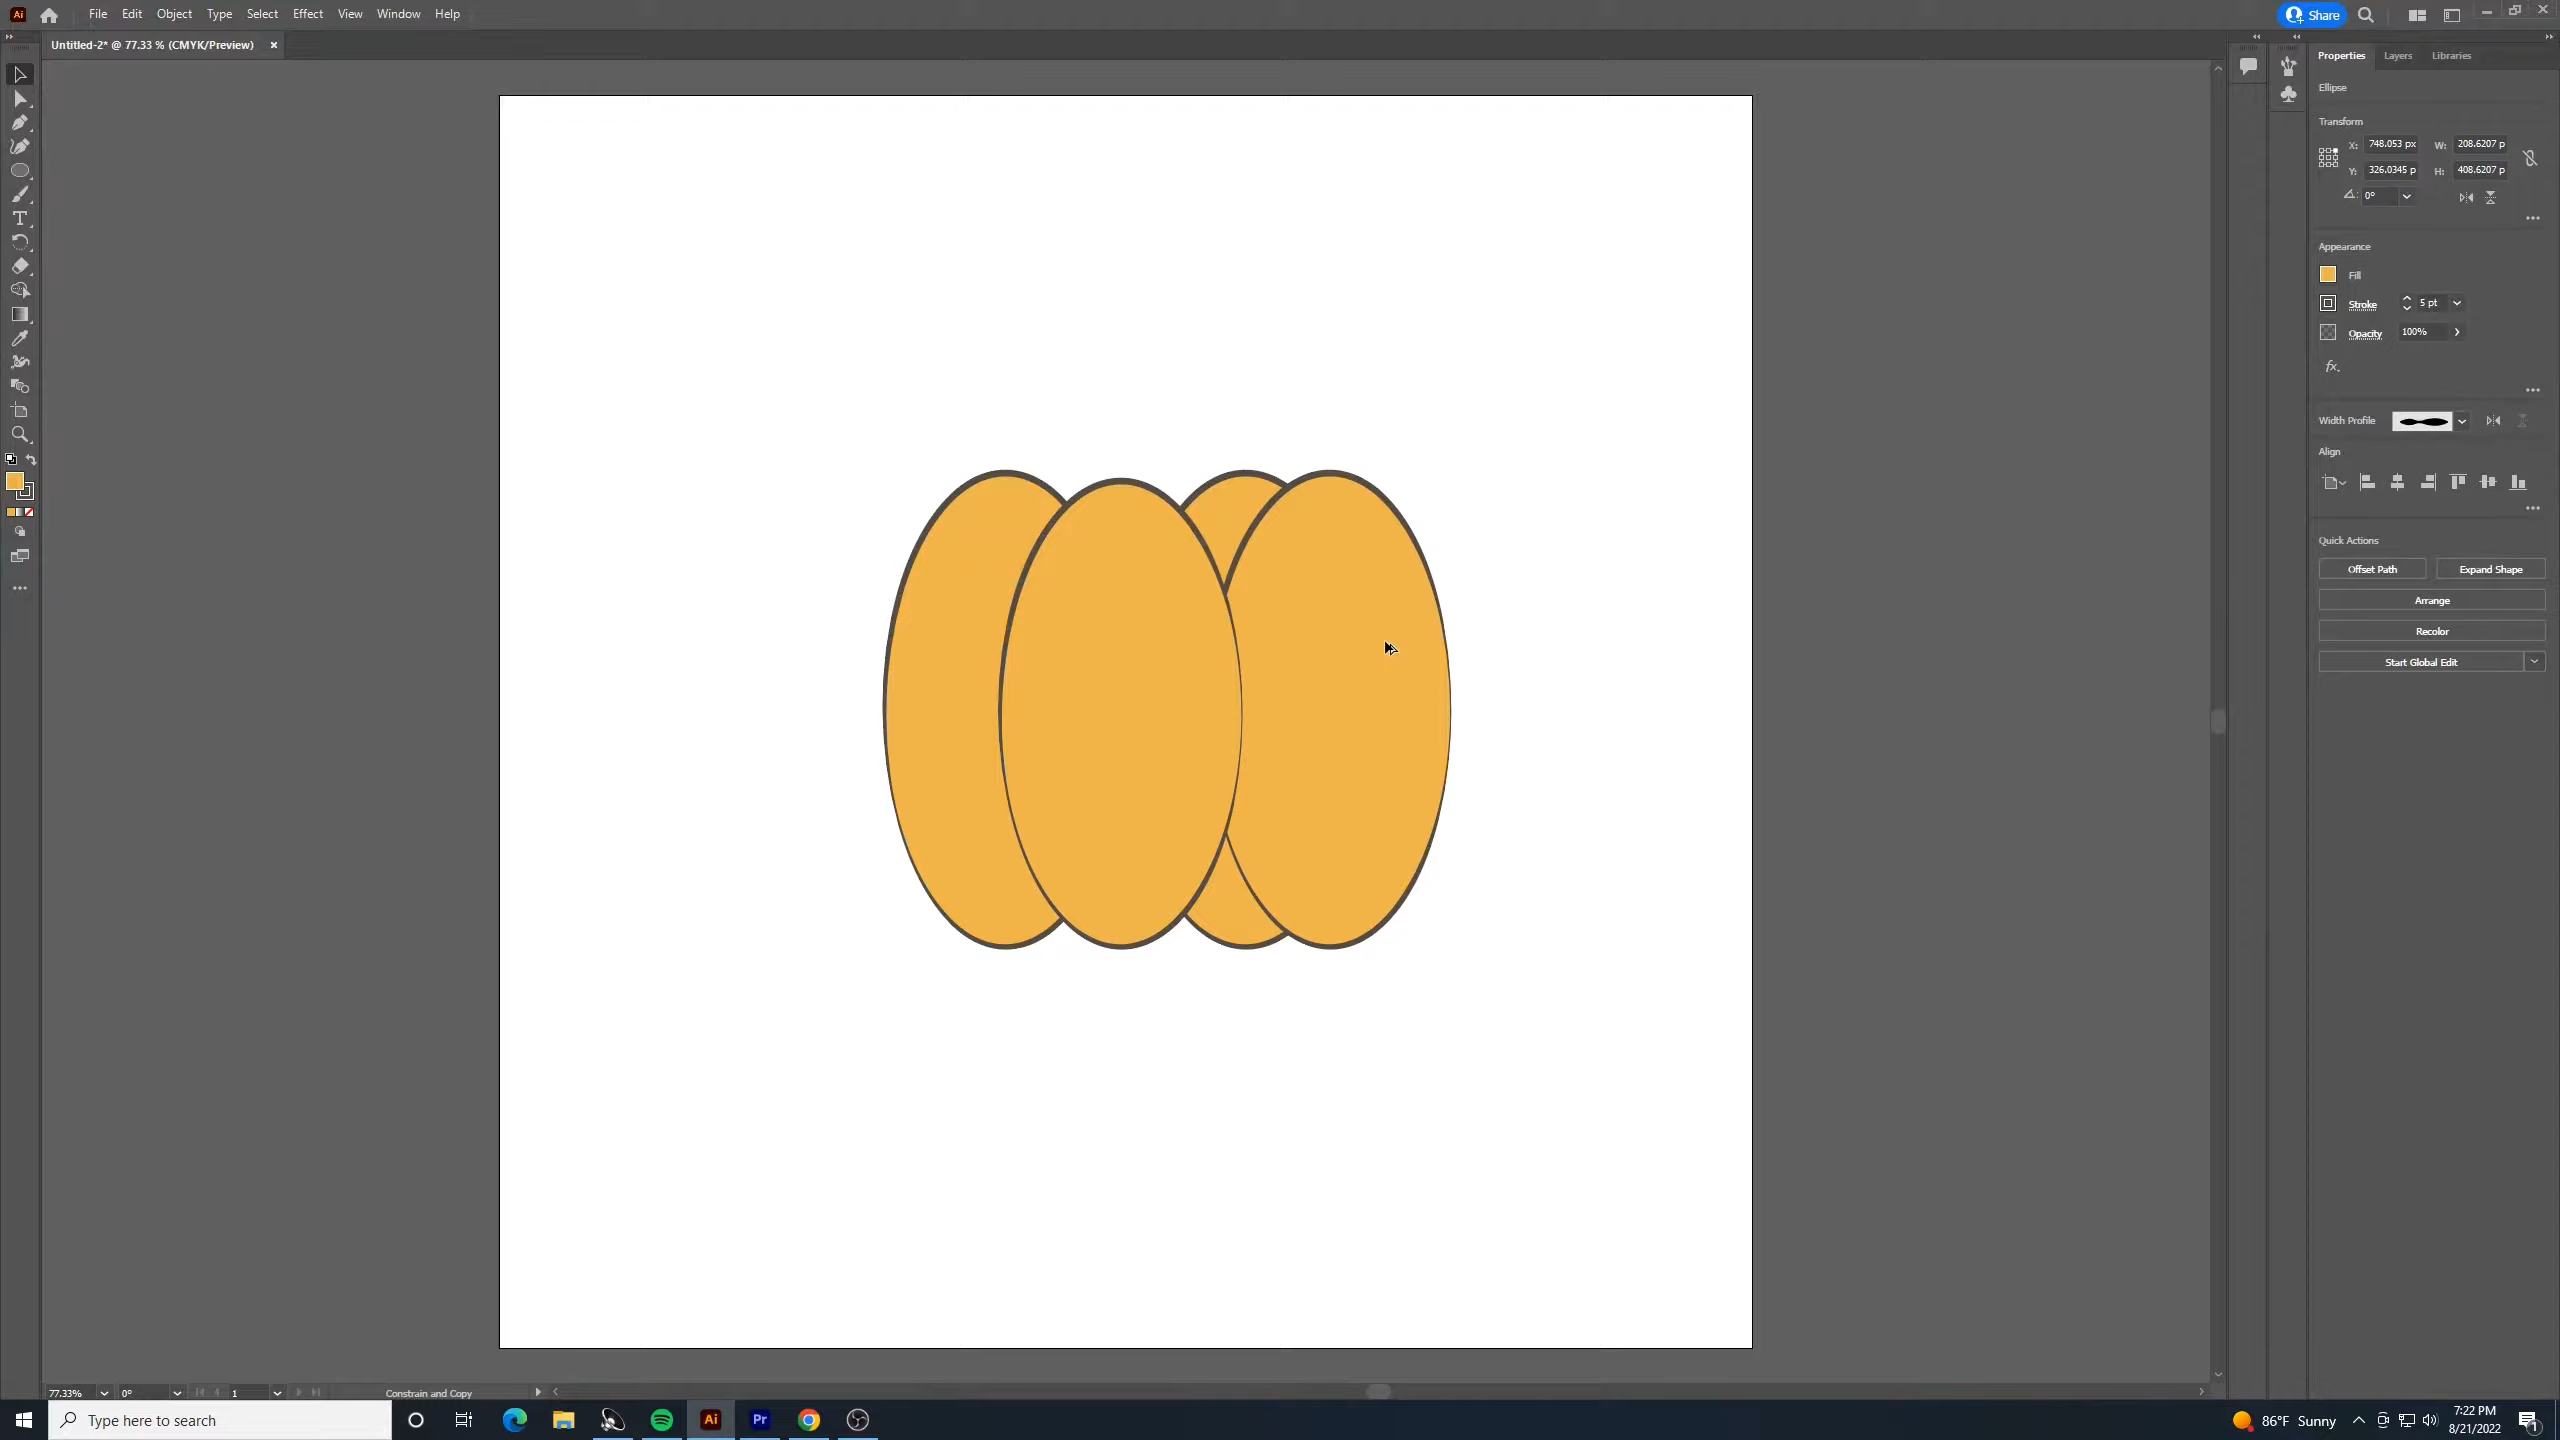 Ai File Edit Object Type Select Effect View Window Help Share
Untitled-2* @ 77.33 % (CMYK/Preview) ×
Properties Layers Libraries
Ellipse
Transform
X: 748.053 px W: 208.6207 p
Y: 326.0345 p H: 408.6207 p
0°
Appearance
Fill
Stroke 5 pt
Opacity 100%
fx.
Width Profile
Align
Quick Actions
Offset Path Expand Shape
Arrange
Recolor
Start Global Edit
77.33% 0° 1 Constrain and Copy
Type here to search Ai Pr 86°F Sunny 7:22 PM
8/21/2022 1